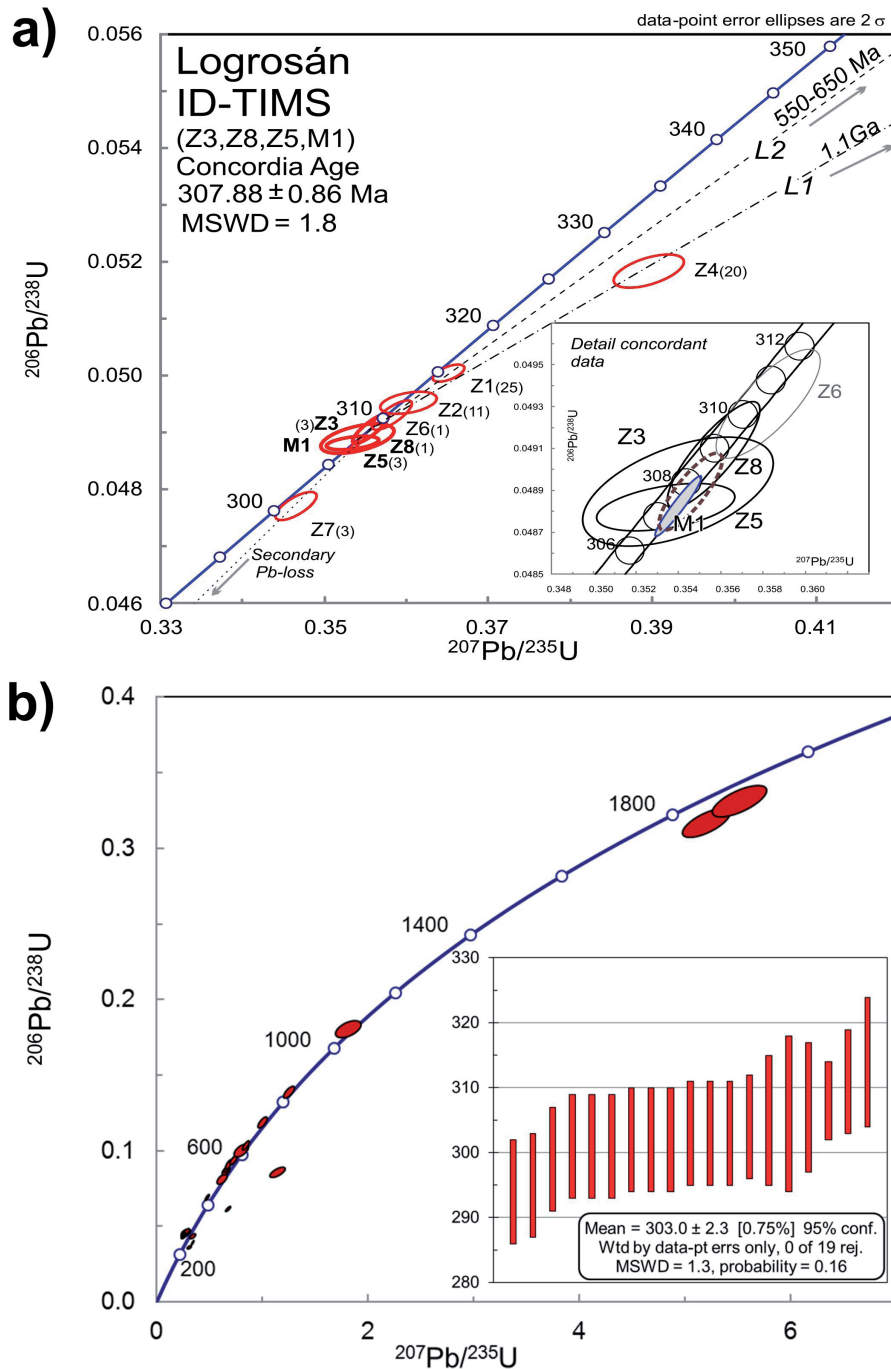 a)
data-point error ellipses are 2 σ
Logrosán
ID-TIMS
(Z3,Z8,Z5,M1)
Concordia Age
307.88 ± 0.86 Ma
MSWD = 1.8
0.056
0.054
0.052
0.050
0.048
0.046
206Pb/238U
350
340
330
320
310
300
550-650 Ma
L2
1.1Ga
L1
Z4(20)
Z1(25)
Z2(11)
Z6(1)
(3)Z3
M1
Z8(1)
Z5(3)
Z7(3)
Secondary
Pb-loss
Detail concordant
data
312
310
308
306
Z6
Z3
Z8
M1
Z5
0.0495
0.0493
0.0491
0.0489
0.0487
0.0485
206Pb/238U
207Pb/235U
0.348 0.350 0.352 0.354 0.356 0.358 0.360
0.33 0.35 0.37 0.39 0.41
207Pb/235U
b)
0.4
0.3
0.2
0.1
0.0
206Pb/238U
1800
1400
1000
600
200
330
320
310
300
290
280
Mean = 303.0 ± 2.3 [0.75%] 95% conf.
Wtd by data-pt errs only, 0 of 19 rej.
MSWD = 1.3, probability = 0.16
0 2 4 6
207Pb/235U